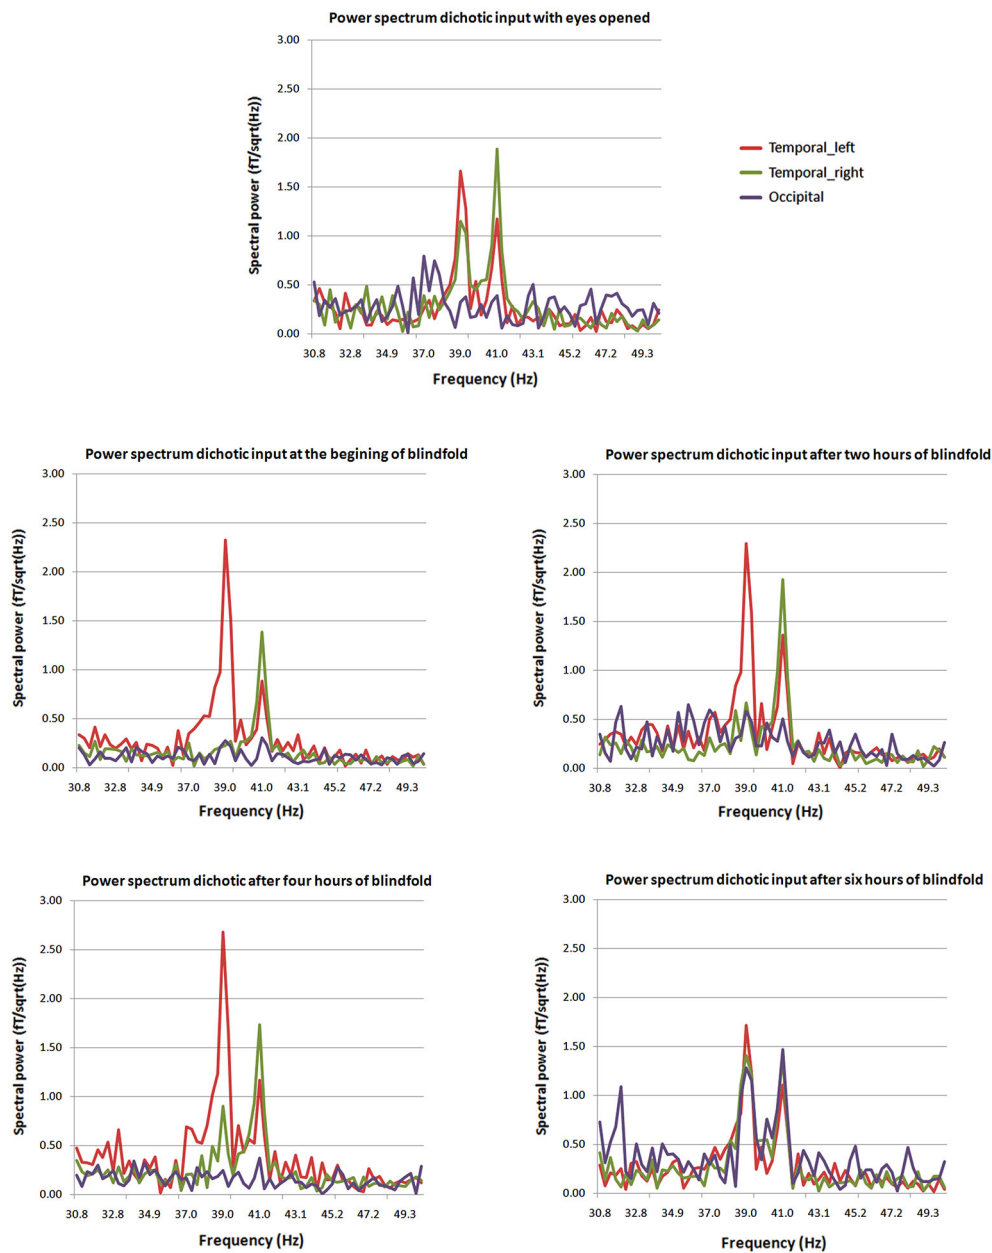 Power spectrum dichotic input with eyes opened
3.00
2.50
2.00
1.50
1.00
0.50
0.00
Spectral power (fT/sqrt(Hz))
30.8 32.8 34.9 37.0 39.0 41.0 43.1 45.2 47.2 49.3
Frequency (Hz)
Temporal_left
Temporal_right
Occipital
Power spectrum dichotic input at the begining of blindfold
3.00
2.50
2.00
1.50
1.00
0.50
0.00
Spectral power (fT/sqrt(Hz))
30.8 32.8 34.9 37.0 39.0 41.0 43.1 45.2 47.2 49.3
Frequency (Hz)
Power spectrum dichotic input after two hours of blindfold
3.00
2.50
2.00
1.50
1.00
0.50
0.00
Spectral power (fT/sqrt(Hz))
30.8 32.8 34.9 37.0 39.0 41.0 43.1 45.2 47.2 49.3
Frequency (Hz)
Power spectrum dichotic after four hours of blindfold
3.00
2.50
2.00
1.50
1.00
0.50
0.00
Spectral power (fT/sqrt(Hz))
30.8 32.8 34.9 37.0 39.0 41.0 43.1 45.2 47.2 49.3
Frequency (Hz)
Power spectrum dichotic input after six hours of blindfold
3.00
2.50
2.00
1.50
1.00
0.50
0.00
Spectral power (fT/sqrt(Hz))
30.8 32.8 34.9 37.0 39.0 41.0 43.1 45.2 47.2 49.3
Frequency (Hz)